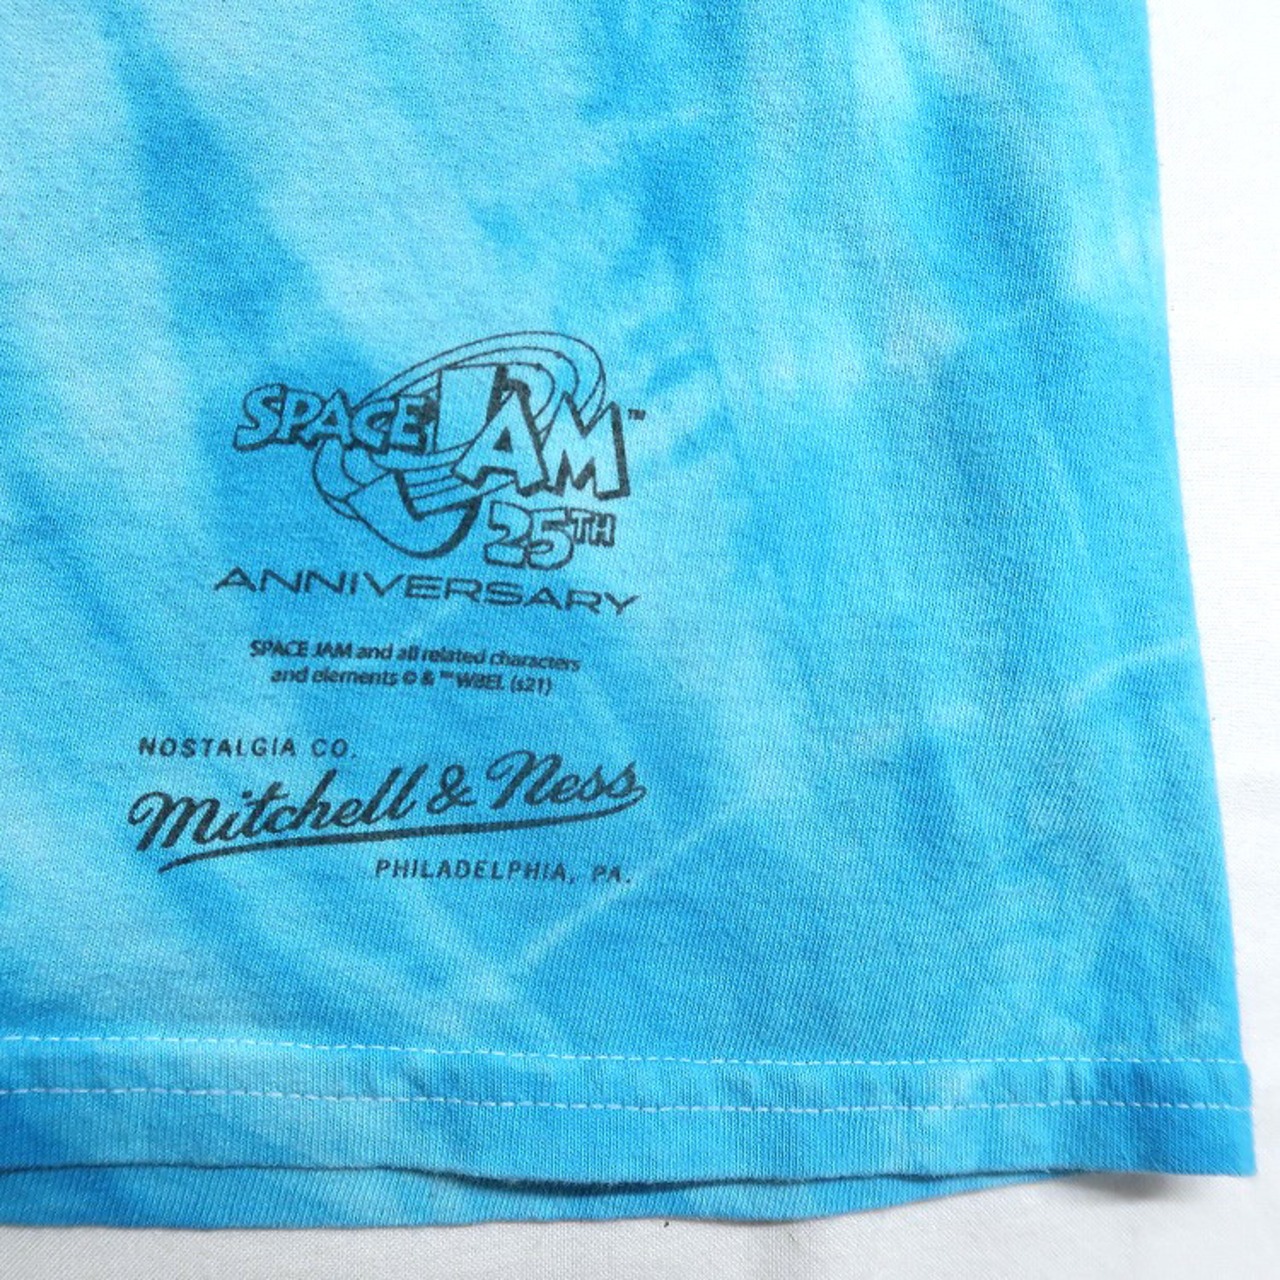 SPACE JAM™
25TH
ANNIVERSARY
SPACE JAM and all related characters
and elements © & ™ WBEI. (s21)
NOSTALGIA CO.
Mitchell & Ness
PHILADELPHIA, PA.